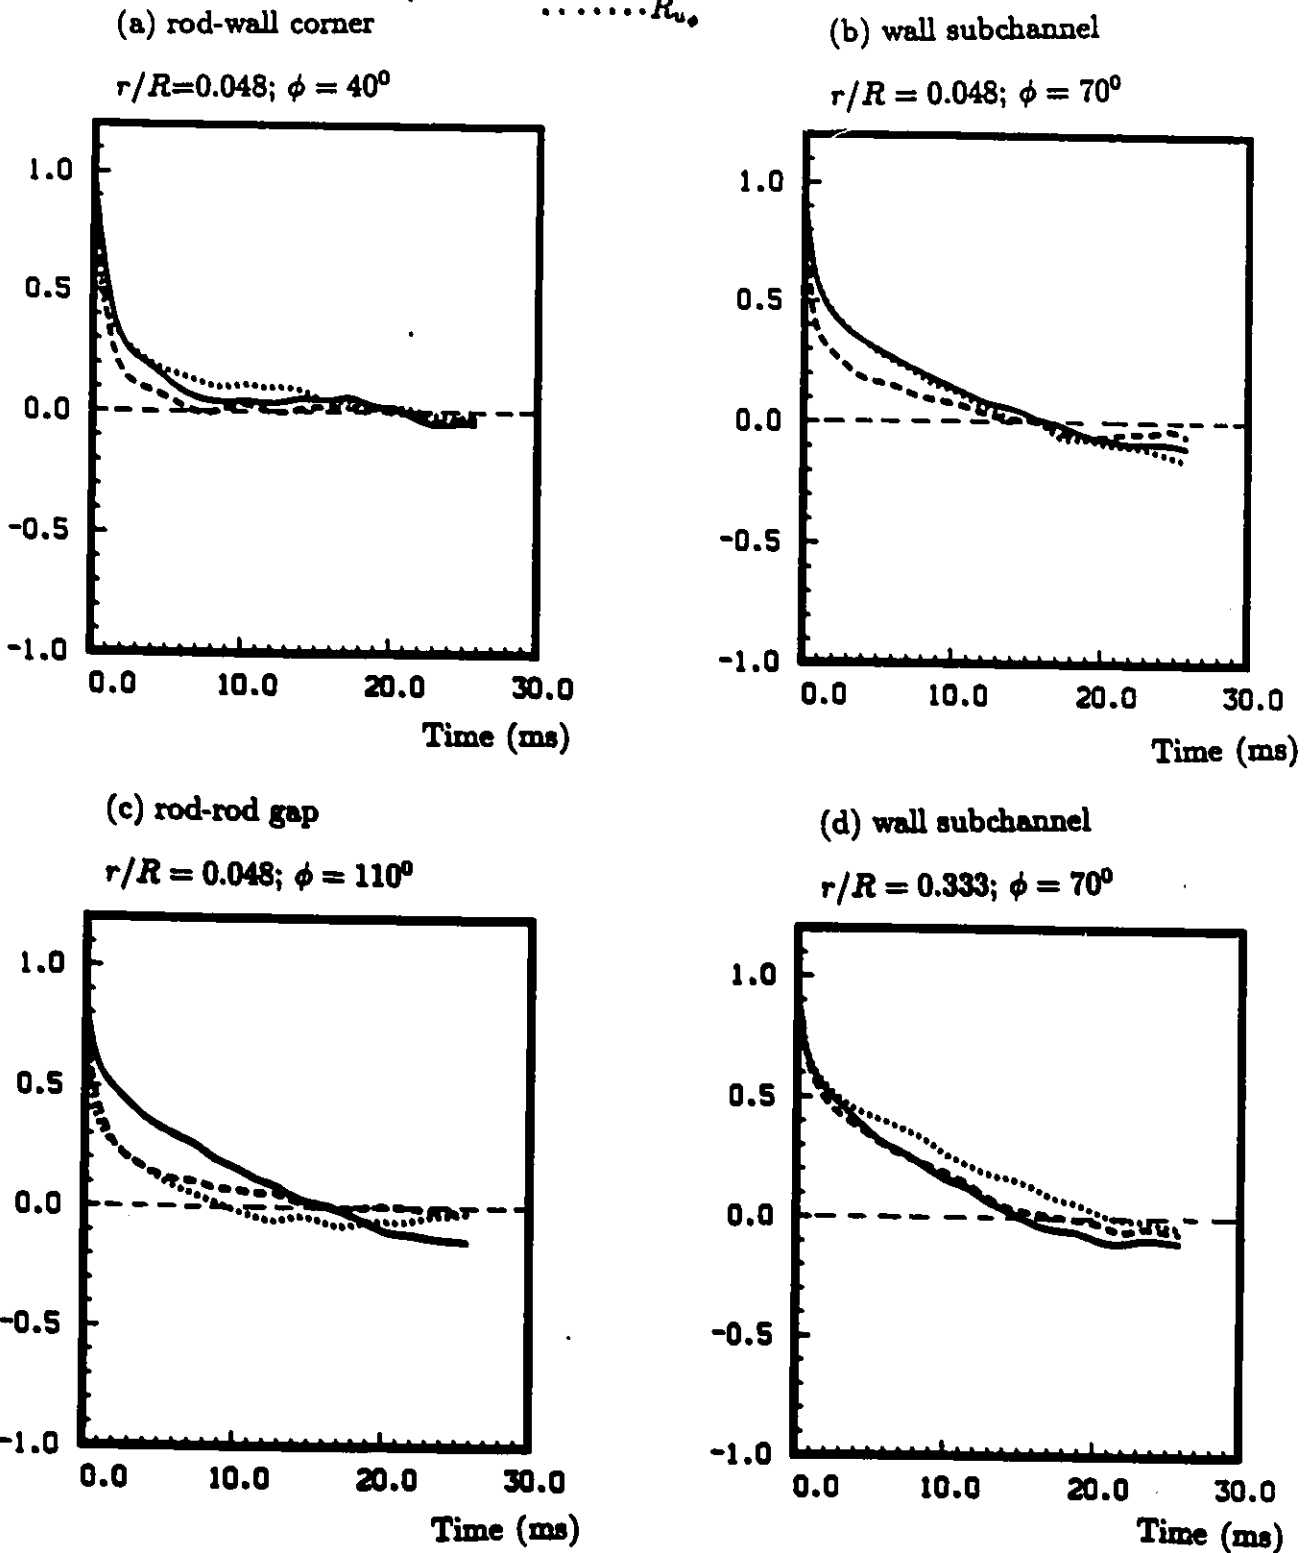 .......R_{u_φ}
(a) rod-wall corner
r/R=0.048; φ = 40⁰
1.0
0.5
0.0
-0.5
-1.0
0.0 10.0 20.0 30.0
Time (ms)
(b) wall subchannel
r/R = 0.048; φ = 70⁰
1.0
0.5
0.0
-0.5
-1.0
0.0 10.0 20.0 30.0
Time (ms)
(c) rod-rod gap
r/R = 0.048; φ = 110⁰
1.0
0.5
0.0
-0.5
-1.0
0.0 10.0 20.0 30.0
Time (ms)
(d) wall subchannel
r/R = 0.333; φ = 70⁰
1.0
0.5
0.0
-0.5
-1.0
0.0 10.0 20.0 30.0
Time (ms)